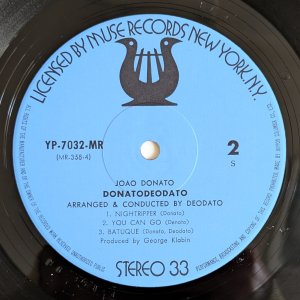 LICENSED BY MUSE RECORDS NEW YORK, N.Y.
YP-7032-MR
(MR-338-4)
2
S
JOAO DONATO
DONATODEODATO
ARRANGED & CONDUCTED BY DEODATO
1. NIGHTRIPPER (Donato)
2. YOU CAN GO (Donato)
3. BATUQUE (Donato, Deodato)
Produced by George Klabin
STEREO 33